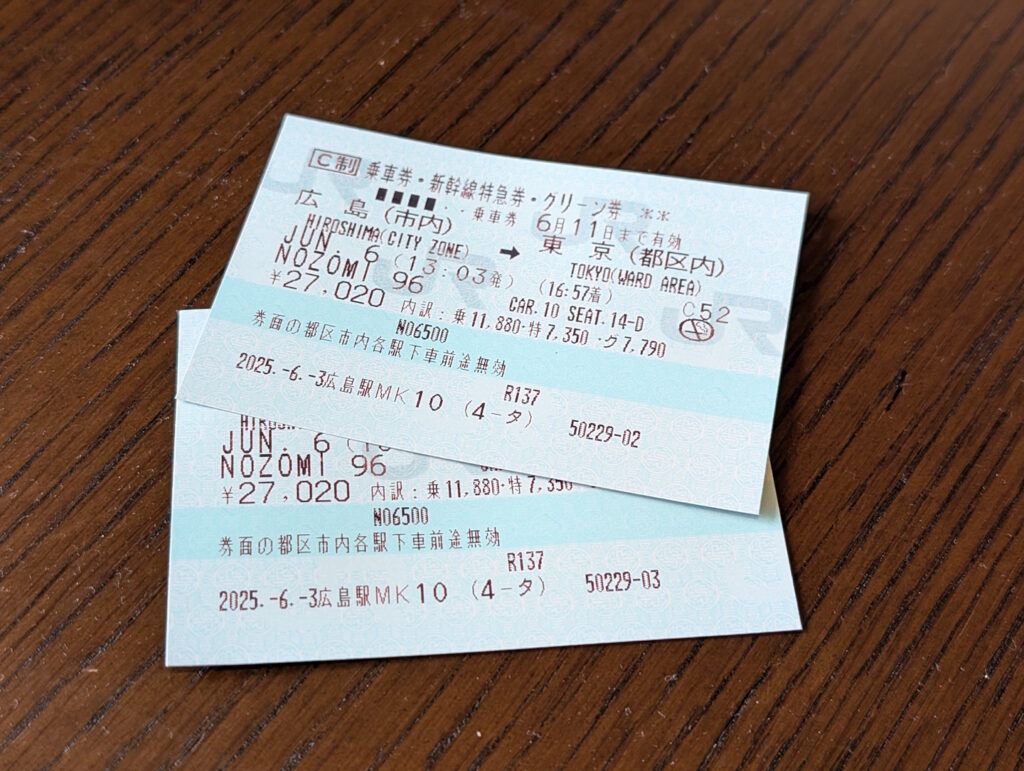 C制 乗車券・新幹線特急券・グリーン券 **
・・乗車券 6月11日まで有効
広島(市内) ➡ 東京(都区内)
HIROSHIMA(CITY ZONE) TOKYO(WARD AREA)
JUN. 6 (13:03発) (16:57着) C52
NOZOMI 96 CAR.10 SEAT.14-D
¥27,020 内訳:乗11,880・特7,350・グ7,790
N06500
券面の都区市内各駅下車前途無効
R137
2025.-6.-3広島駅MK10 (4-タ) 50229-02
JUN. 6
NOZOMI 96
¥27,020 内訳:乗11,880・特7,350
N06500
券面の都区市内各駅下車前途無効
R137
2025.-6.-3広島駅MK10 (4-タ) 50229-03